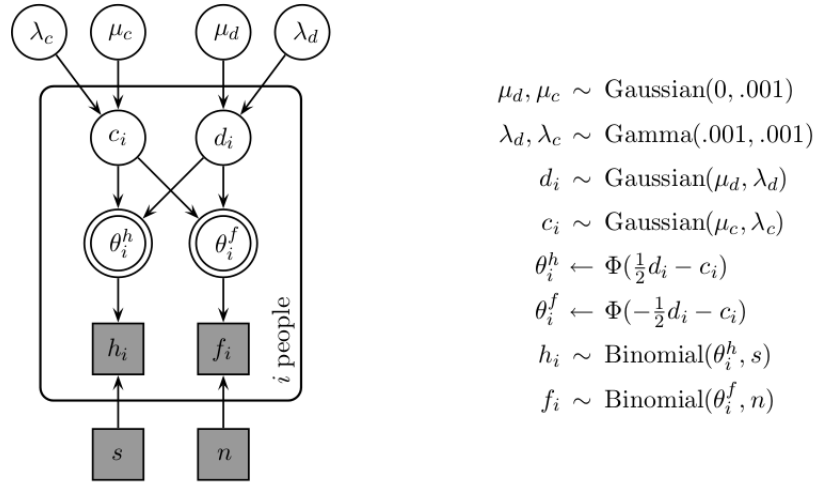 λ_c μ_c μ_d λ_d
c_i d_i
θ_i^h θ_i^f
h_i f_i
i people
s n
μ_d, μ_c ∼ Gaussian(0, .001)
λ_d, λ_c ∼ Gamma(.001, .001)
d_i ∼ Gaussian(μ_d, λ_d)
c_i ∼ Gaussian(μ_c, λ_c)
θ_i^h ← Φ(½d_i − c_i)
θ_i^f ← Φ(−½d_i − c_i)
h_i ∼ Binomial(θ_i^h, s)
f_i ∼ Binomial(θ_i^f, n)